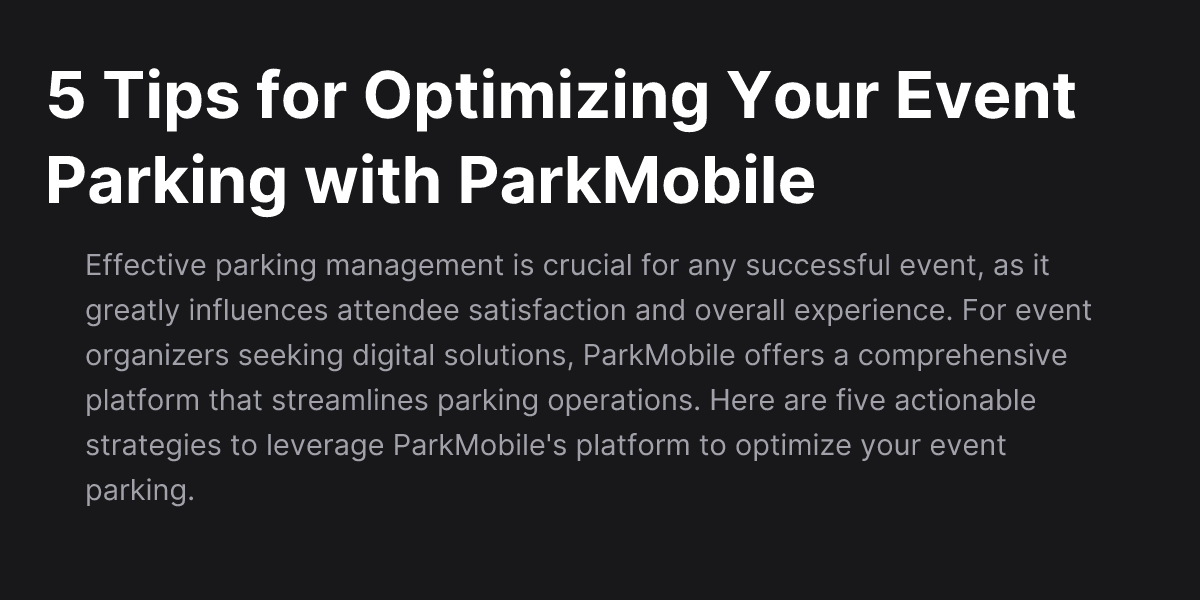 5 Tips for Optimizing Your Event
Parking with ParkMobile
Effective parking management is crucial for any successful event, as it
greatly influences attendee satisfaction and overall experience. For event
organizers seeking digital solutions, ParkMobile offers a comprehensive
platform that streamlines parking operations. Here are five actionable
strategies to leverage ParkMobile's platform to optimize your event
parking.